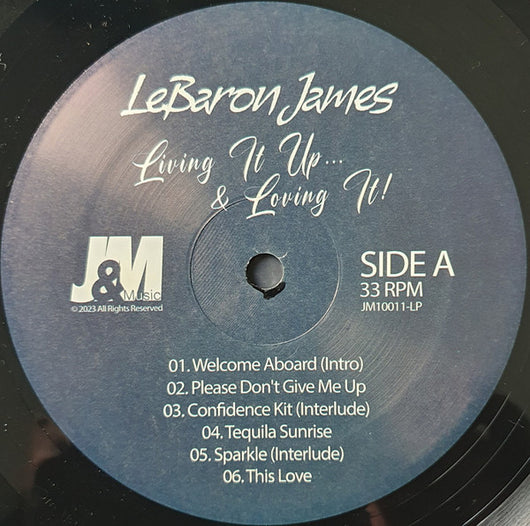 LeBaron James
Living It Up...
& Loving It!
J&M
Music
© 2023 All Rights Reserved
SIDE A
33 RPM
JM10011-LP
01. Welcome Aboard (Intro)
02. Please Don't Give Me Up
03. Confidence Kit (Interlude)
04. Tequila Sunrise
05. Sparkle (Interlude)
06. This Love